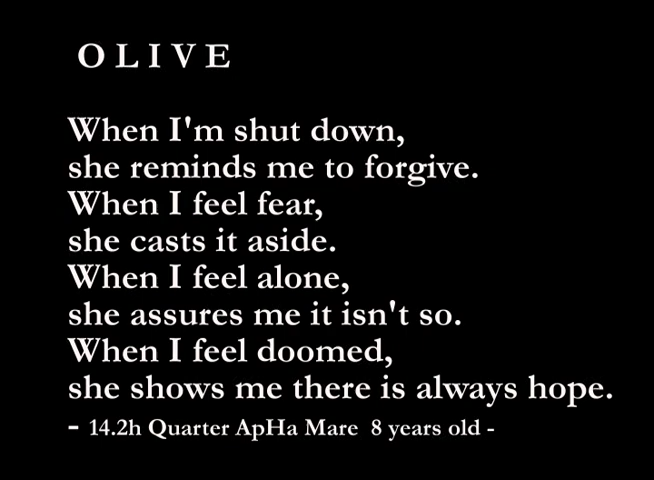 OLIVE
When I'm shut down,
she reminds me to forgive.
When I feel fear,
she casts it aside.
When I feel alone,
she assures me it isn't so.
When I feel doomed,
she shows me there is always hope.
- 14.2h Quarter ApHa Mare 8 years old -